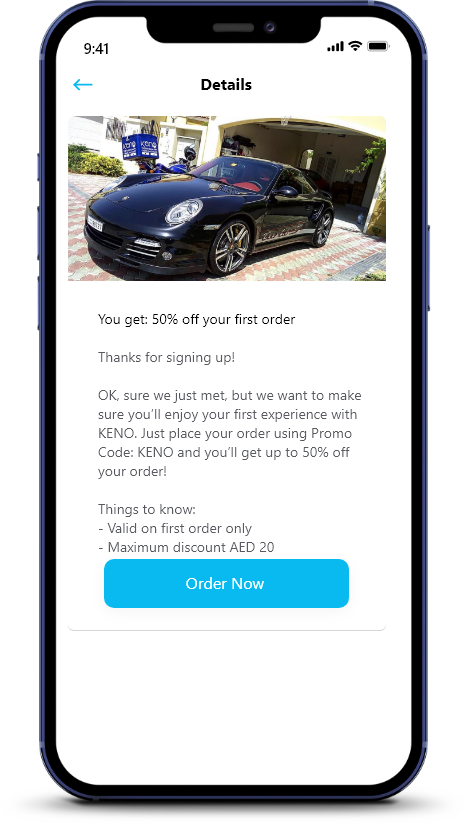 9:41
Details
KENO
You get: 50% off your first order
Thanks for signing up!
OK, sure we just met, but we want to make
sure you’ll enjoy your first experience with
KENO. Just place your order using Promo
Code: KENO and you’ll get up to 50% off
your order!
Things to know:
- Valid on first order only
- Maximum discount AED 20
Order Now